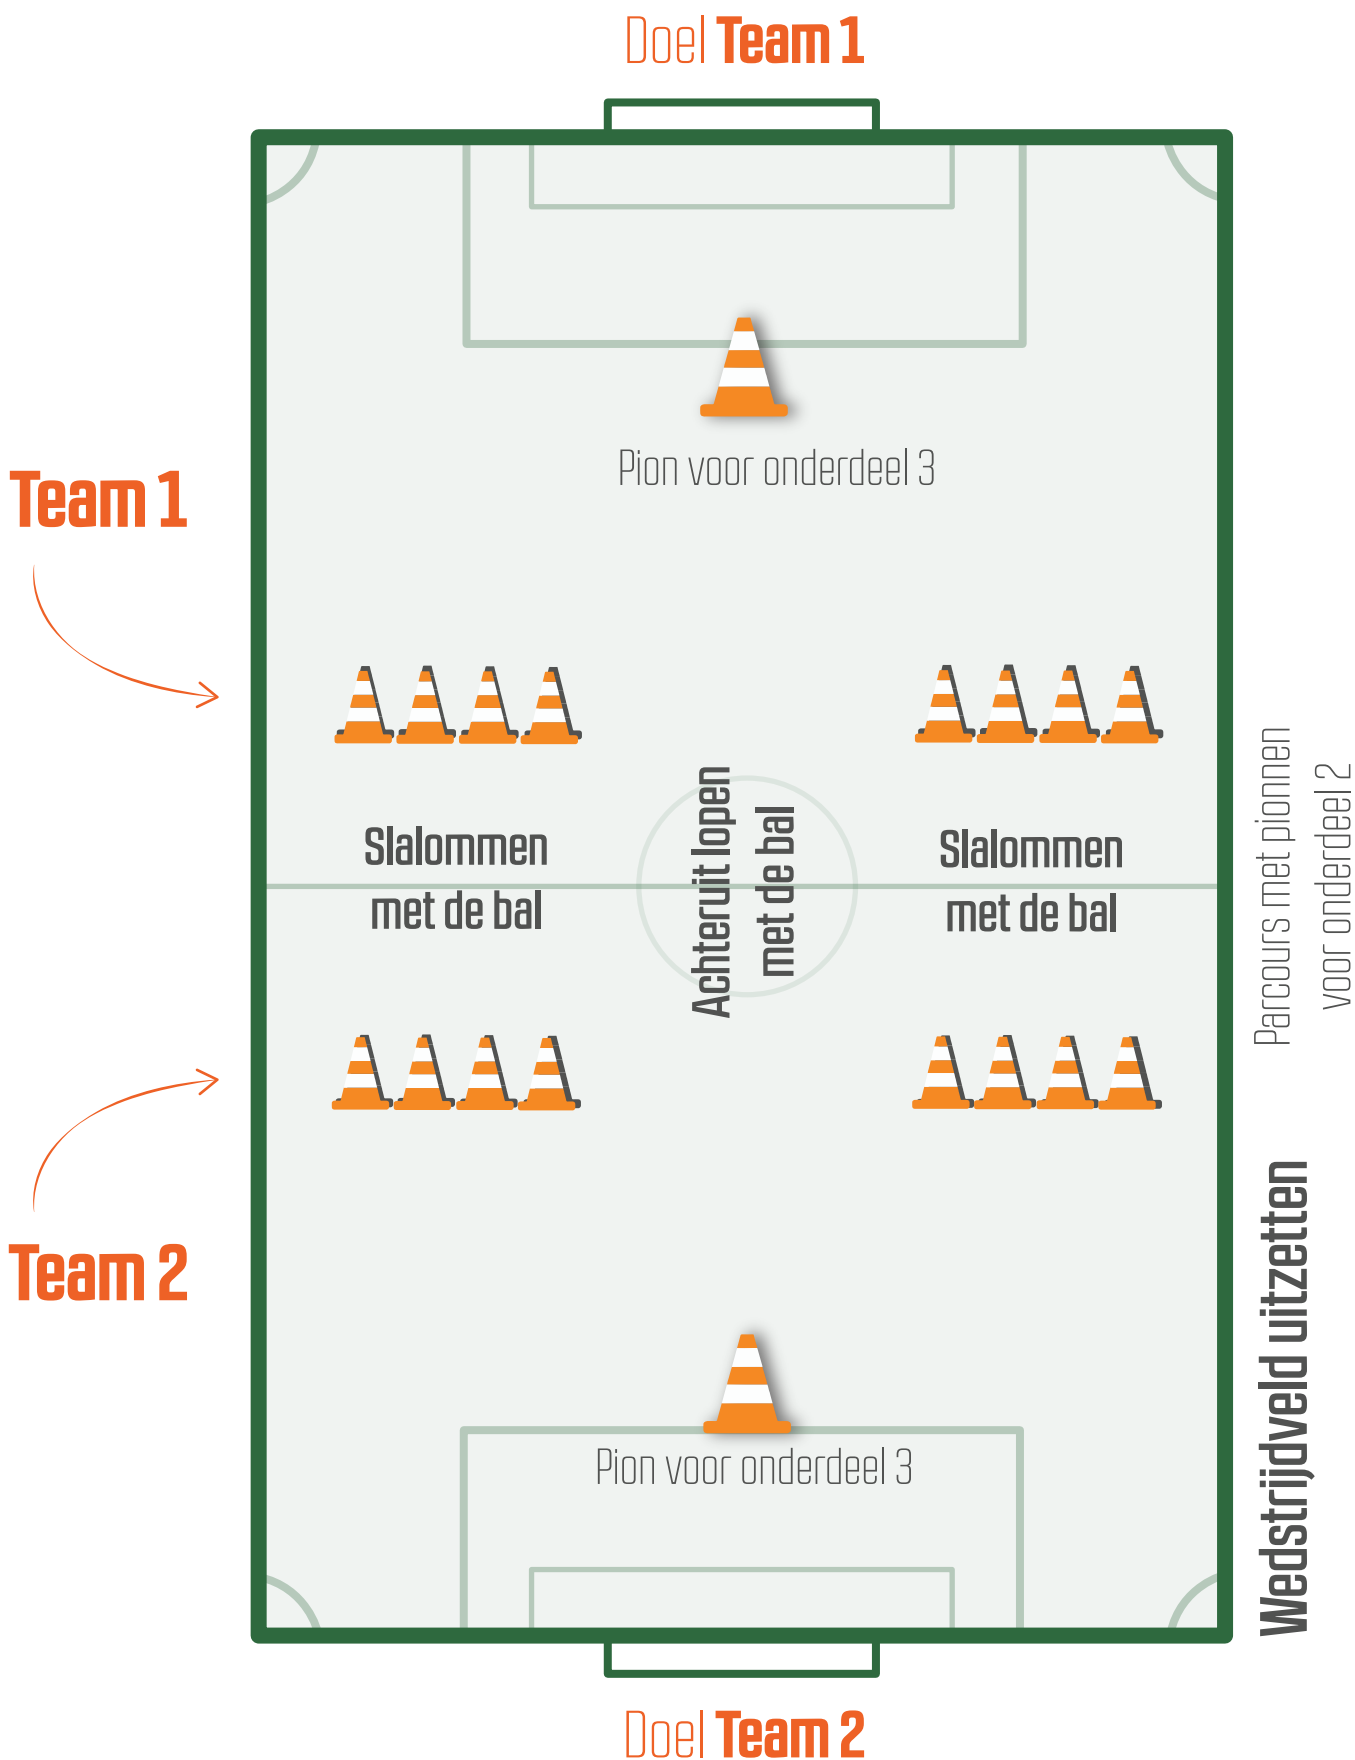 Doel Team 1
Pion voor onderdeel 3
Team 1
Slalommen
met de bal
Achteruit lopen
met de bal
Slalommen
met de bal
Parcours met pionnen
voor onderdeel 2
Team 2
Wedstrijdveld uitzetten
Pion voor onderdeel 3
Doel Team 2